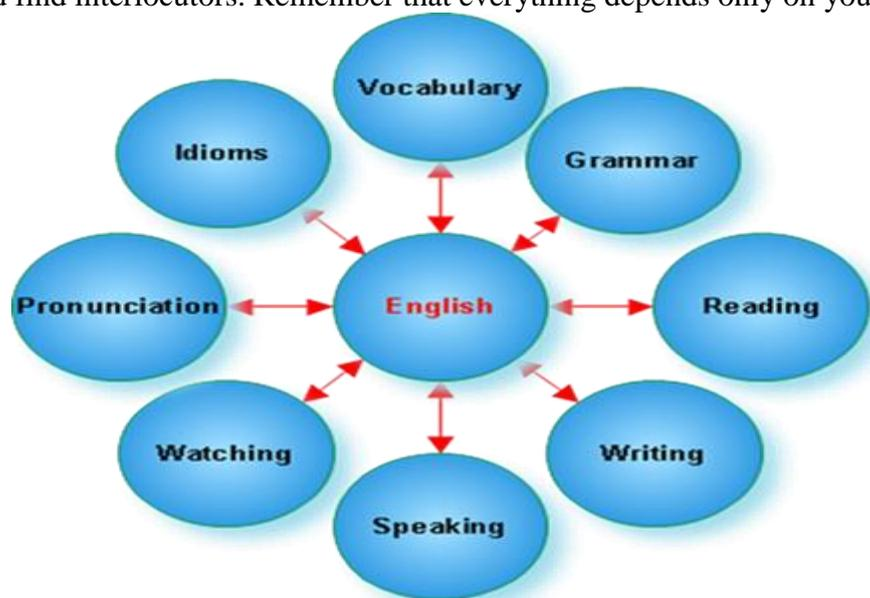 find interlocutors. Remember that everything depends only on you
Vocabulary
Idioms
Grammar
Pronunciation
English
Reading
Watching
Writing
Speaking